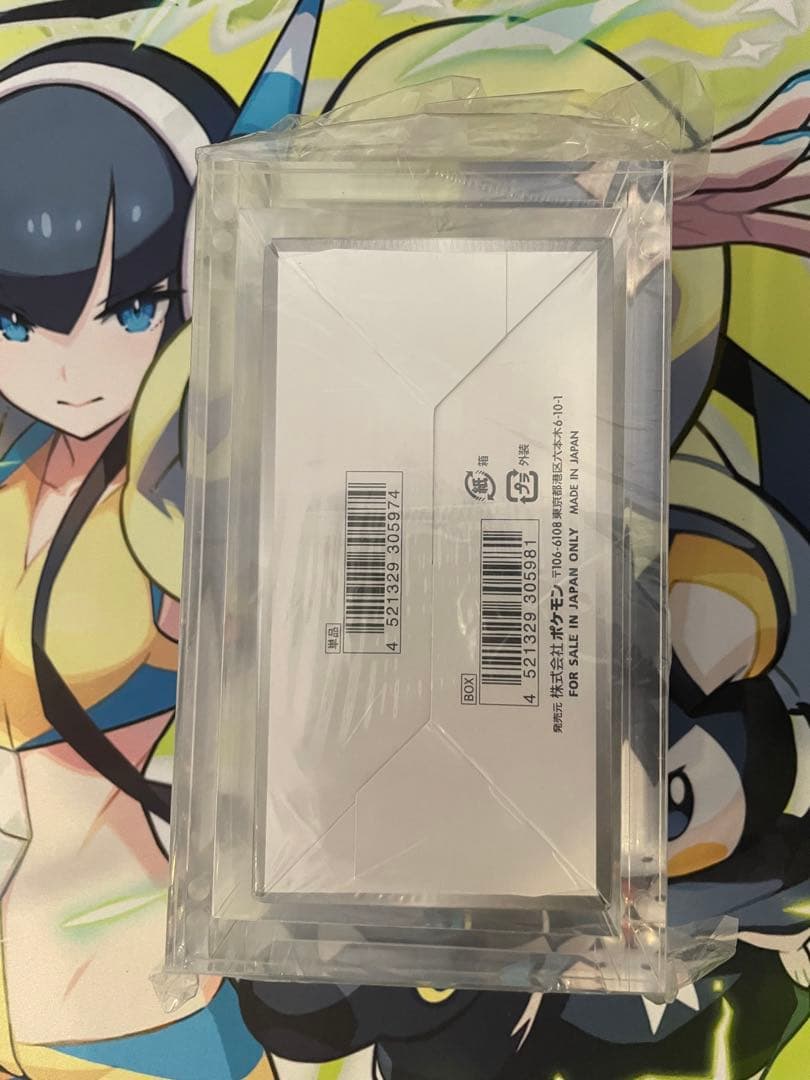 単品
4 521329 305974
紙 箱
プラ 外装
BOX
4 521329 305981
発売元 株式会社ポケモン 〒106-6108 東京都港区六本木6-10-1
FOR SALE IN JAPAN ONLY MADE IN JAPAN